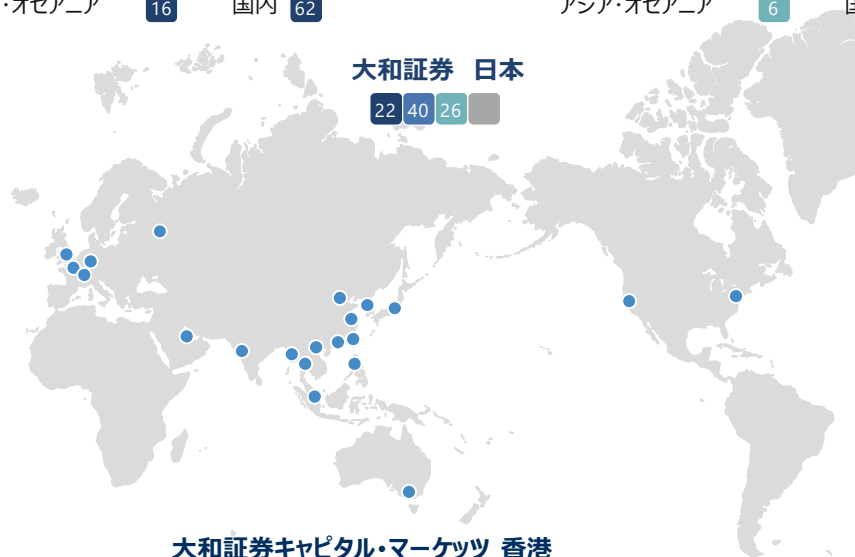 ・オセアニア 16 国内 62 アジア・オセアニア 6
大和証券 日本
22 40 26
大和証券キャピタル・マーケッツ 香港